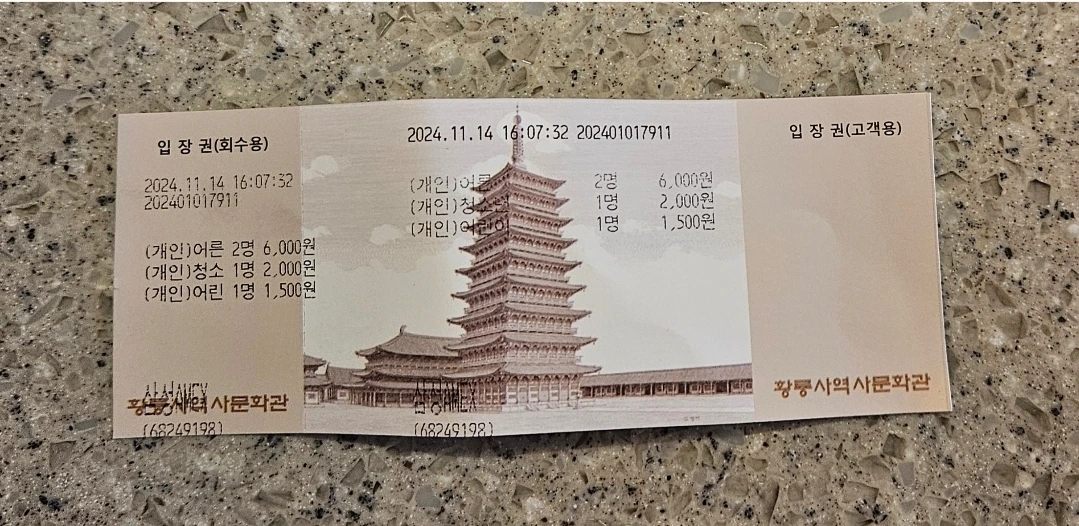 입 장 권(회수용)
2024.11.14 16:07:32
202401017911
(개인)어른 2명 6,000원
(개인)청소 1명 2,000원
(개인)어린 1명 1,500원
황룡사역사문화관
(68249198)
2024.11.14 16:07:32 202401017911
(개인)어른 2명 6,000원
(개인)청소년 1명 2,000원
(개인)어린이 1명 1,500원
(68249198)
입 장 권(고객용)
황룡사역사문화관